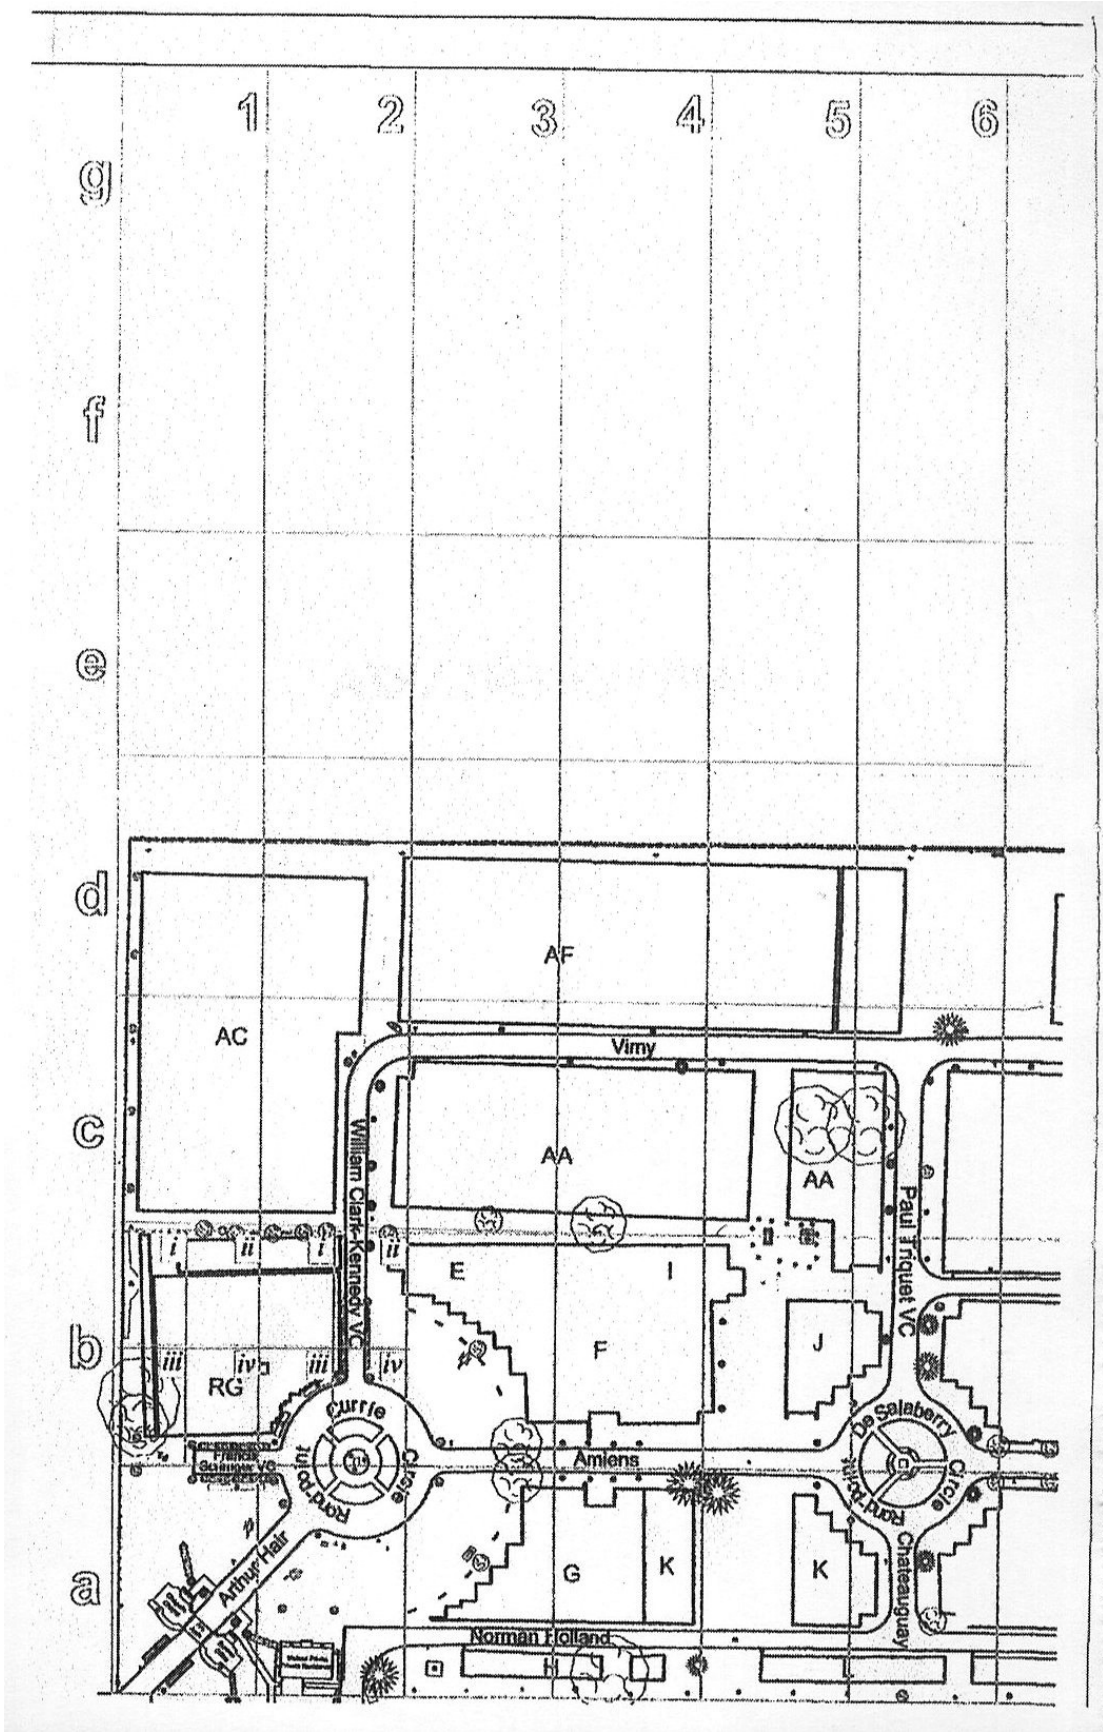 1 2 3 4 5 6
g
f
e
d
AF
AC
Vimy
c
William Clark-Kennedy VC
AA
AA
Paul Triquet VC
i ii i ii
E I
b
iii iv iii iv
RG
F
J
Currie
Circle
Rond-point
De Salaberry
Circle
Rond-point
Amiens
Arthur Hair
Chateauguay
a
G K K
Norman Holland
H